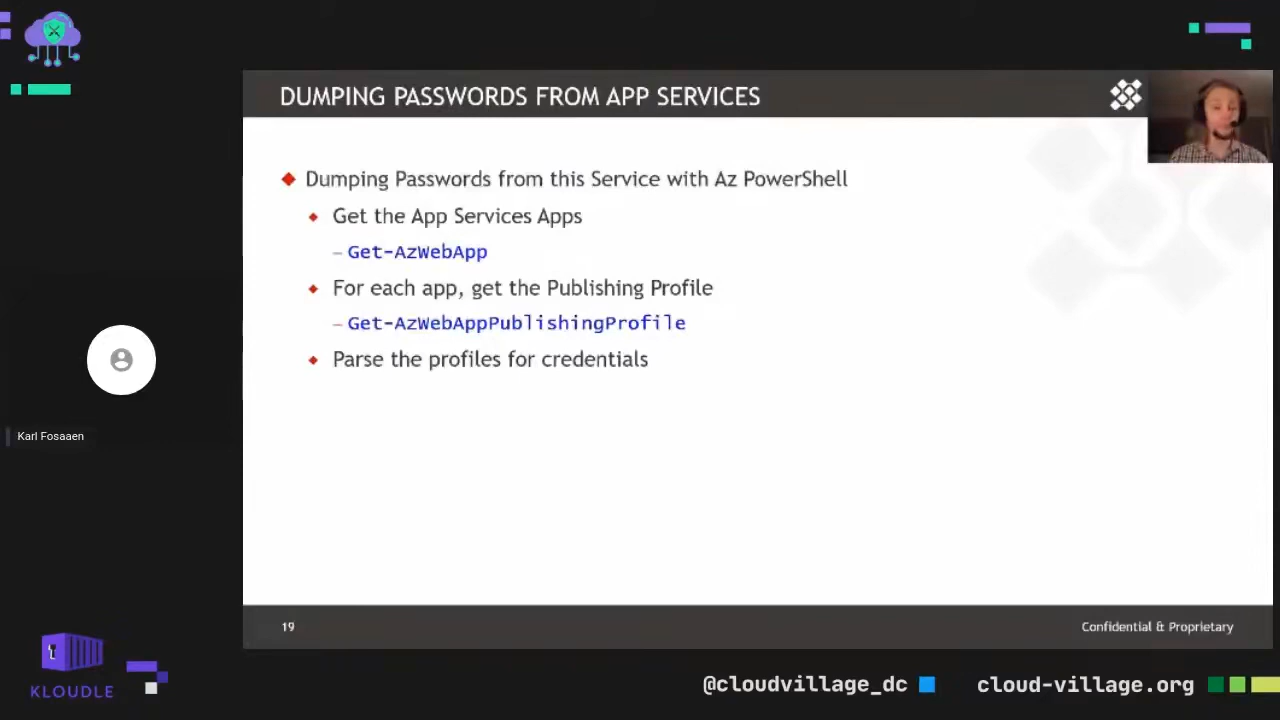 DUMPING PASSWORDS FROM APP SERVICES
Dumping Passwords from this Service with Az PowerShell
Get the App Services Apps
– Get-AzWebApp
For each app, get the Publishing Profile
– Get-AzWebAppPublishingProfile
Parse the profiles for credentials
Karl Fosaaen
19
Confidential & Proprietary
KLOUDLE
@cloudvillage_dc
cloud-village.org